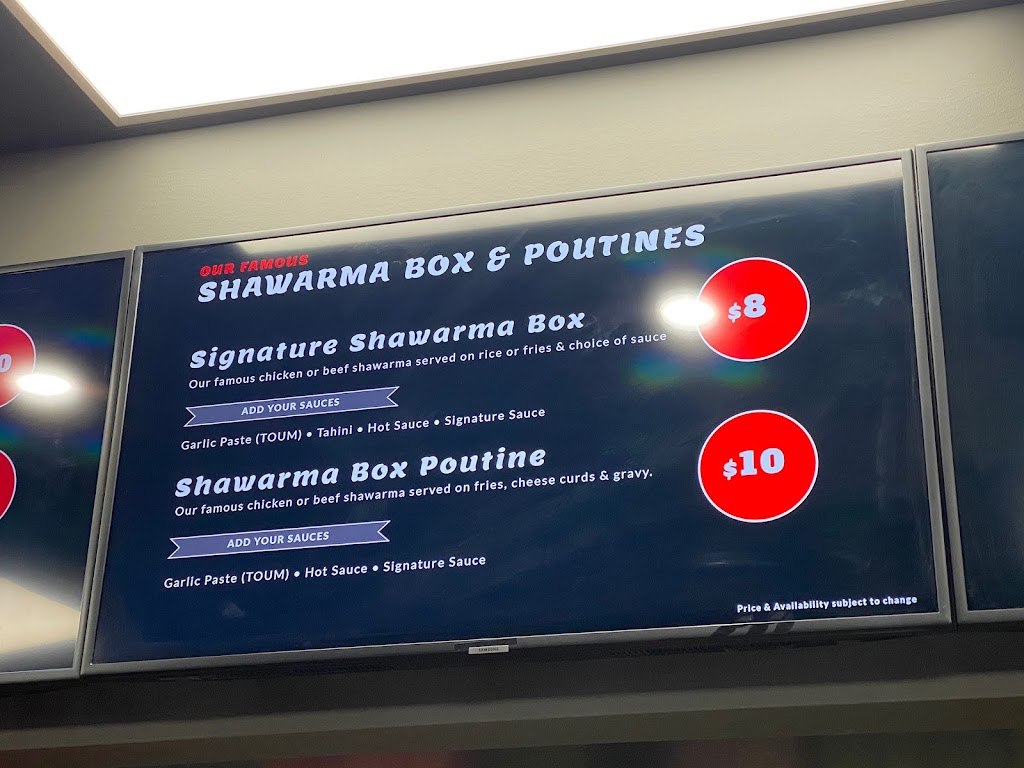 OUR FAMOUS
SHAWARMA BOX & POUTINES
Signature Shawarma Box
$8
Our famous chicken or beef shawarma served on rice or fries & choice of sauce
ADD YOUR SAUCES
Garlic Paste (TOUM) • Tahini • Hot Sauce • Signature Sauce
Shawarma Box Poutine
$10
Our famous chicken or beef shawarma served on fries, cheese curds & gravy.
ADD YOUR SAUCES
Garlic Paste (TOUM) • Hot Sauce • Signature Sauce
Price & Availability subject to change
SAMSUNG